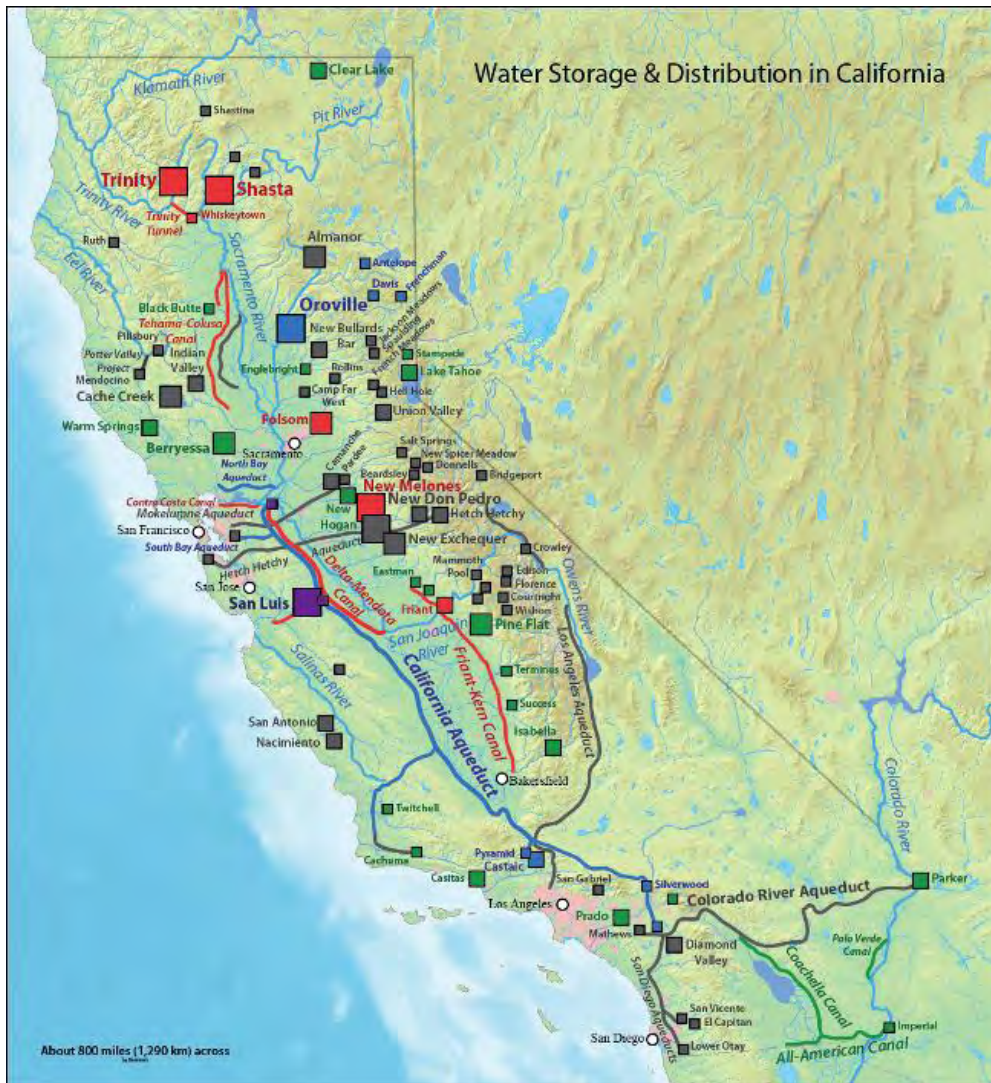 Water Storage & Distribution in California
Clear Lake
Klamath River
Shastina
Pit River
Trinity
Shasta
Trinity River
Trinity
Tunnel
Whiskeytown
Ruth
Eel River
Sacramento River
Almanor
Antelope
Davis
Frenchman
Black Butte
Tehama-Colusa
Canal
Oroville
New Bullards
Bar
Jackson Meadows
Spaulding
French Meadows
Pillsbury
Potter Valley
Project
Mendocino
Indian
Valley
Englebright
Rollins
Stampede
Lake Tahoe
Cache Creek
Camp Far
West
Hell Hole
Union Valley
Folsom
Warm Springs
Berryessa
Sacramento
North Bay
Aqueduct
Camanche
Pardee
Salt Springs
New Spicer Meadow
Donnells
Beardsley
Bridgeport
New Melones
New Don Pedro
New
Hogan
Hetch Hetchy
Contra Costa Canal
Mokelumne Aqueduct
San Francisco
South Bay Aqueduct
Hetch Hetchy
Aqueduct
New Exchequer
Crowley
San Jose
Delta-Mendota
Canal
Eastman
Mammoth
Pool
Edison
Florence
Courtright
Wishon
Owens River
San Luis
Friant
Pine Flat
San Joaquin
River
Salinas River
California Aqueduct
Friant-Kern Canal
Los Angeles Aqueduct
Terminus
Success
Isabella
San Antonio
Nacimiento
Bakersfield
Colorado River
Twitchell
Cachuma
Pyramid
Castaic
Casitas
San Gabriel
Silverwood
Colorado River Aqueduct
Parker
Los Angeles
Prado
Mathews
Diamond
Valley
Palo Verde
Canal
Coachella Canal
San Diego Aqueducts
San Vicente
El Capitan
San Diego
Lower Otay
Imperial
All-American Canal
About 800 miles (1,290 km) across